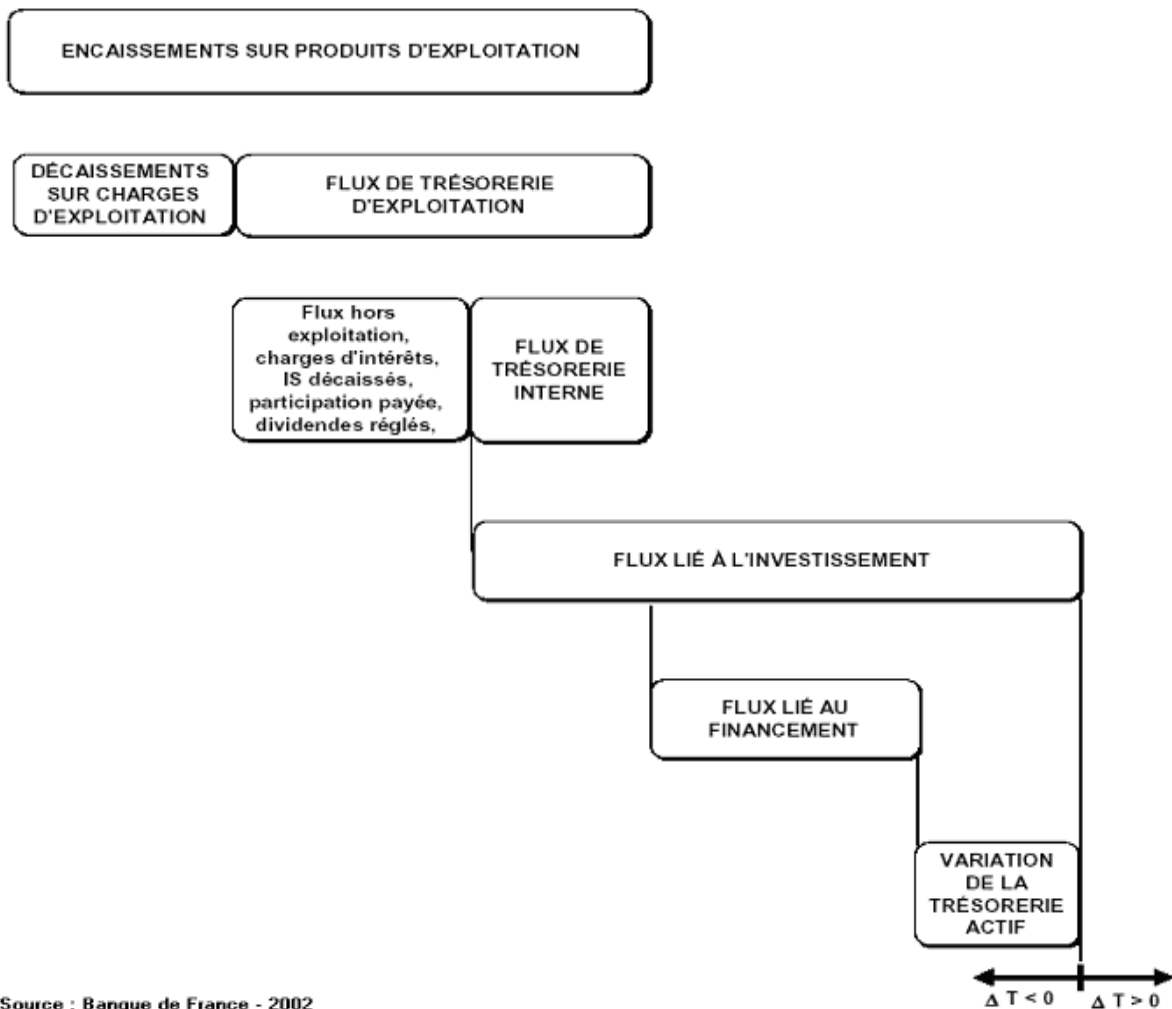 ENCAISSEMENTS SUR PRODUITS D'EXPLOITATION
DÉCAISSEMENTS
SUR CHARGES
D'EXPLOITATION
FLUX DE TRÉSORERIE
D'EXPLOITATION
Flux hors
exploitation,
charges d'intérêts,
IS décaissés,
participation payée,
dividendes réglés,
FLUX DE
TRÉSORERIE
INTERNE
FLUX LIÉ À L'INVESTISSEMENT
FLUX LIÉ AU
FINANCEMENT
VARIATION
DE LA
TRÉSORERIE
ACTIF
Δ T < 0
Δ T > 0
Source : Banque de France - 2002